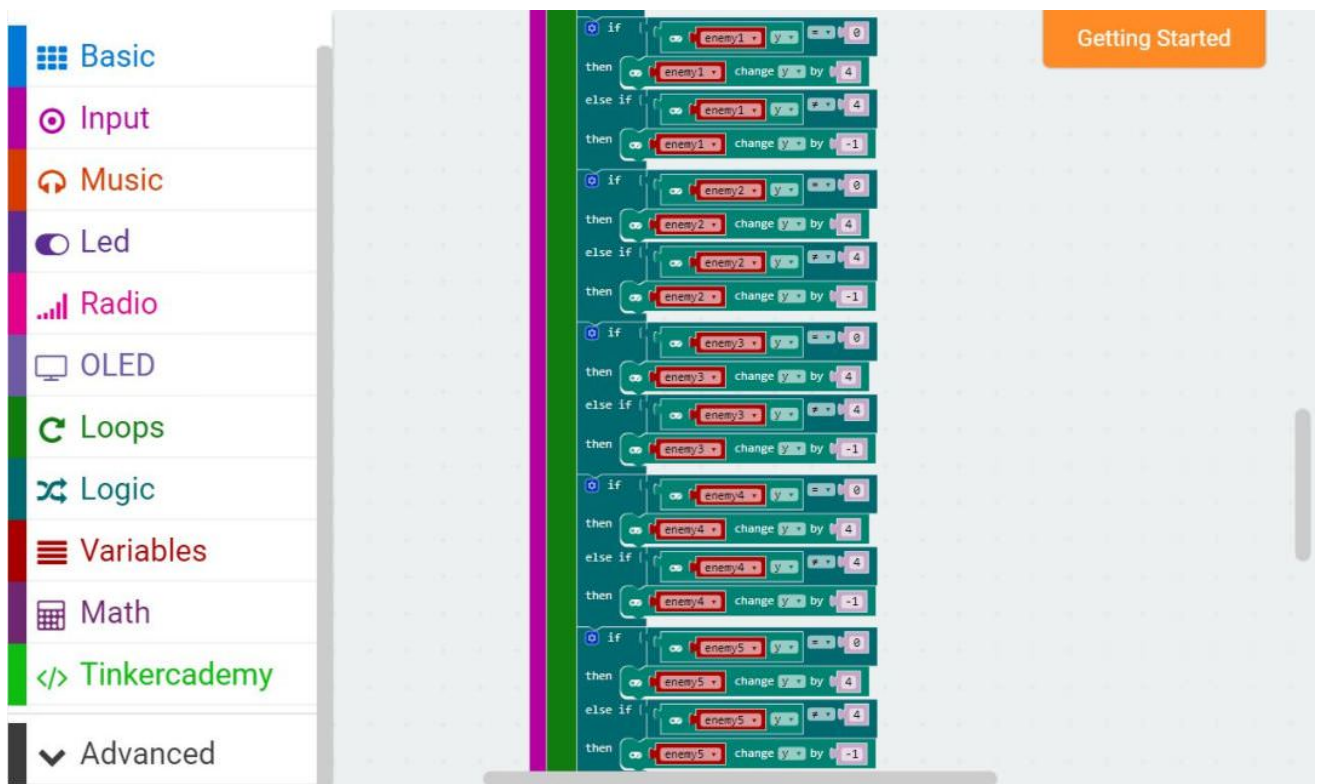 Basic
Input
Music
Led
Radio
OLED
Loops
Logic
Variables
Math
</> Tinkercademy
Advanced
if enemy1 y = 0
then enemy1 change y by 4
else if enemy1 y ≠ 4
then enemy1 change y by -1
if enemy2 y = 0
then enemy2 change y by 4
else if enemy2 y ≠ 4
then enemy2 change y by -1
if enemy3 y = 0
then enemy3 change y by 4
else if enemy3 y ≠ 4
then enemy3 change y by -1
if enemy4 y = 0
then enemy4 change y by 4
else if enemy4 y ≠ 4
then enemy4 change y by -1
if enemy5 y = 0
then enemy5 change y by 4
else if enemy5 y ≠ 4
then enemy5 change y by -1
Getting Started